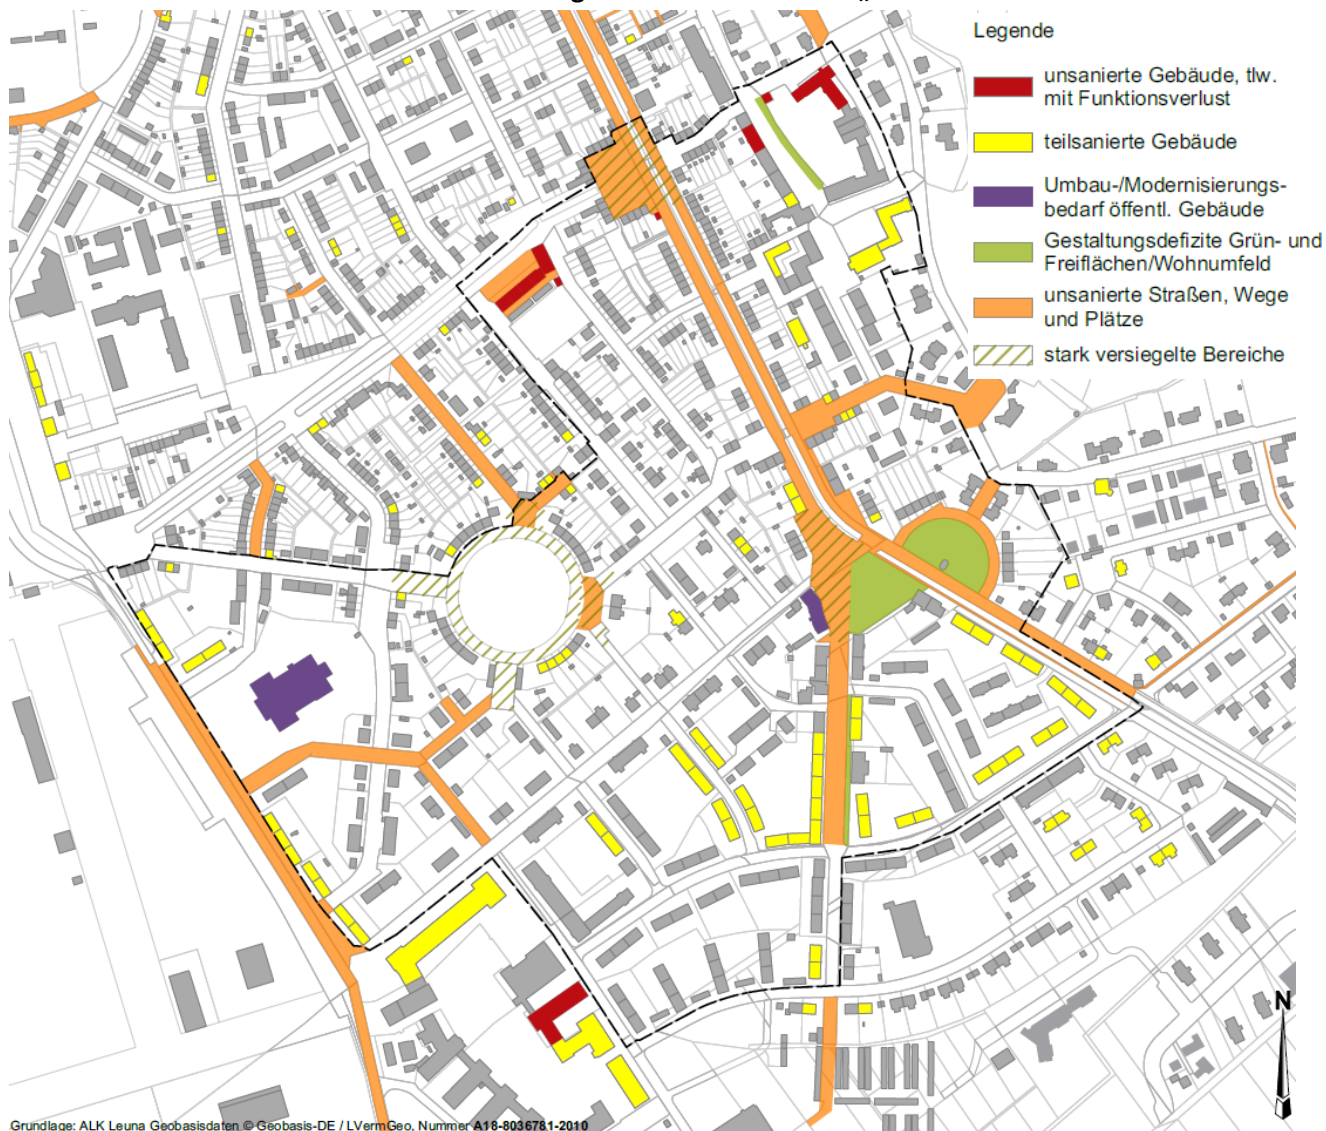 Legende
unsanierte Gebäude, tlw.
mit Funktionsverlust
teilsanierte Gebäude
Umbau-/Modernisierungs-
bedarf öffentl. Gebäude
Gestaltungsdefizite Grün- und
Freiflächen/Wohnumfeld
unsanierte Straßen, Wege
und Plätze
stark versiegelte Bereiche
N
Grundlage: ALK Leuna Geobasisdaten © Geobasis-DE / LVermGeo, Nummer A18-8036781-2010